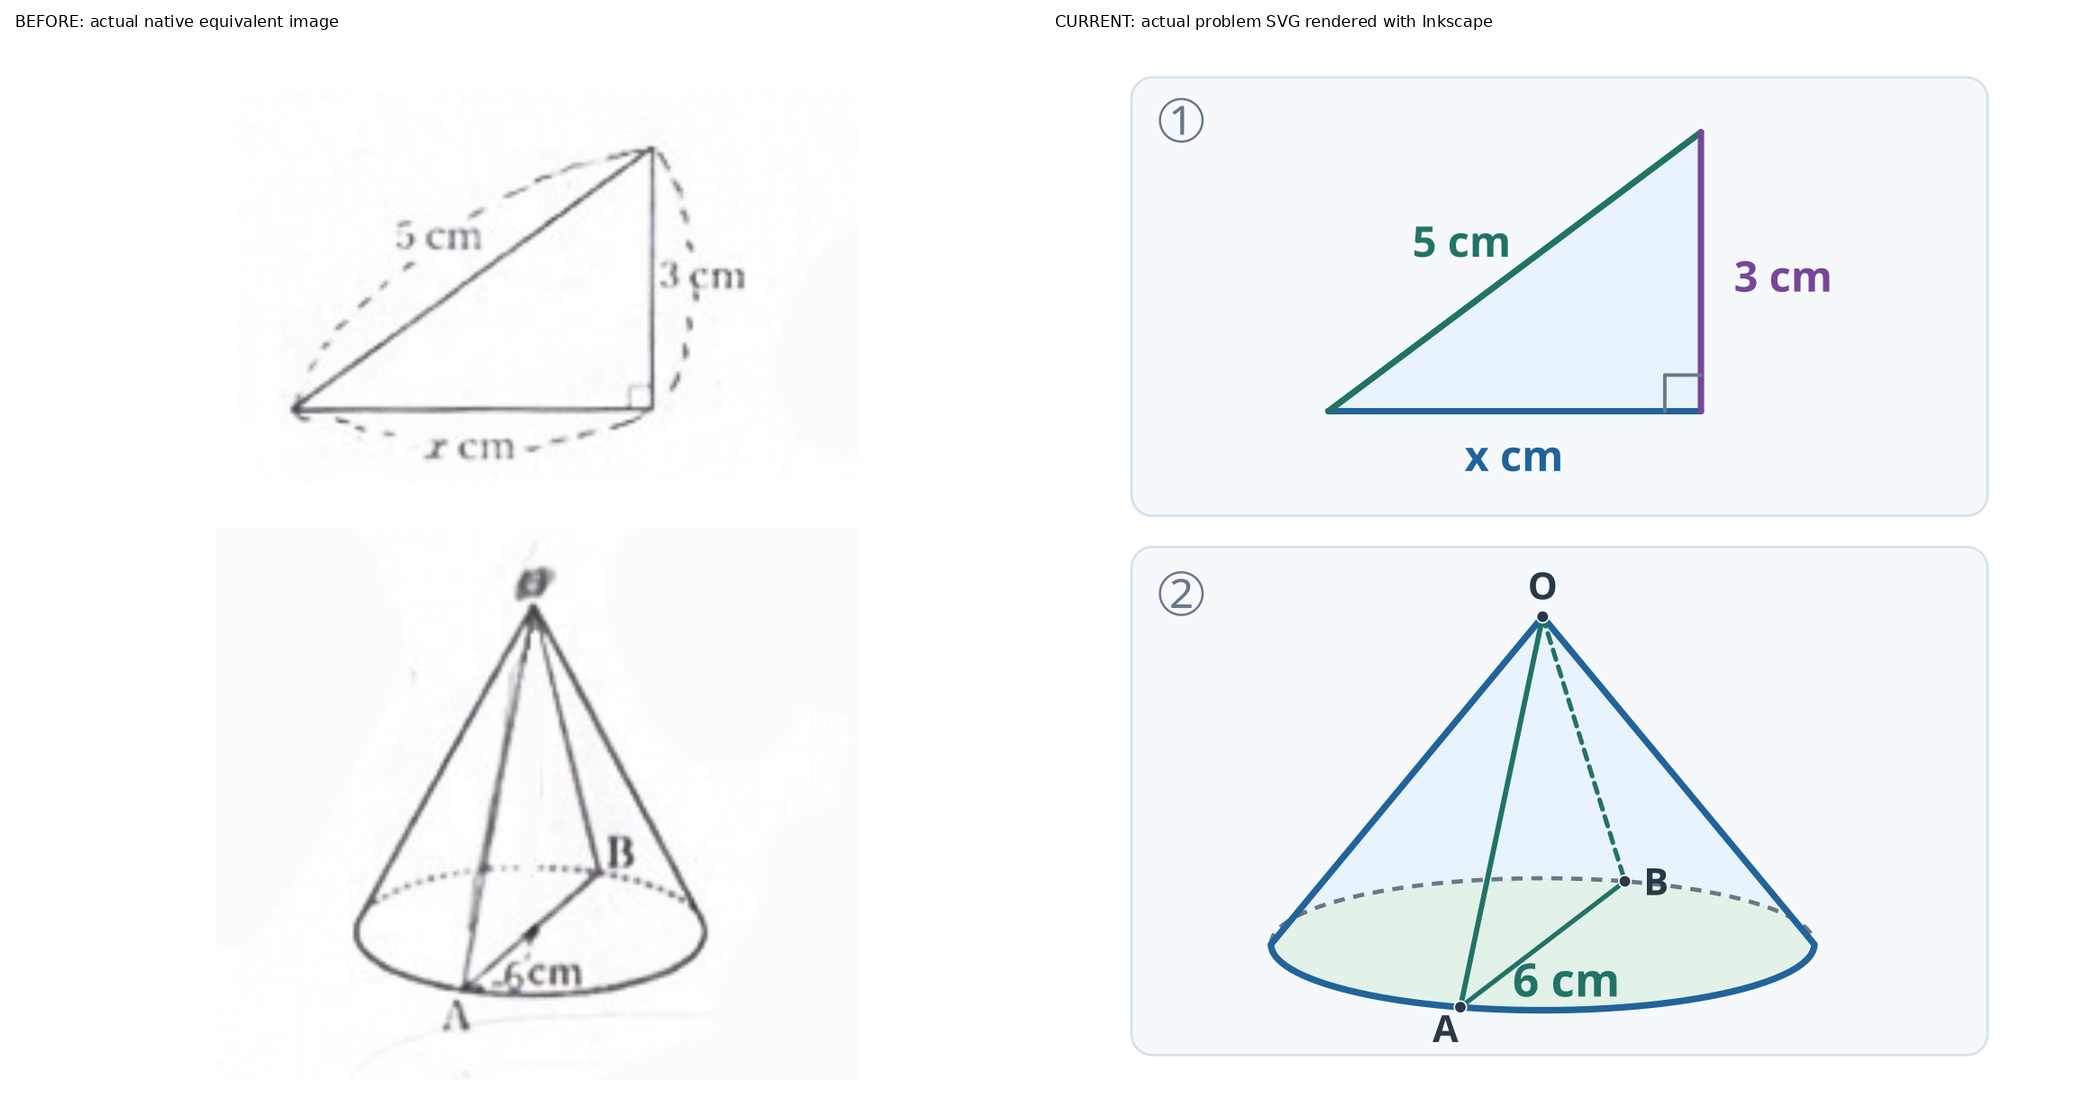 BEFORE: actual native equivalent image
5 cm
3 cm
x cm
B
6cm
A
CURRENT: actual problem SVG rendered with Inkscape
①
5 cm
3 cm
x cm
②
O
B
6 cm
A